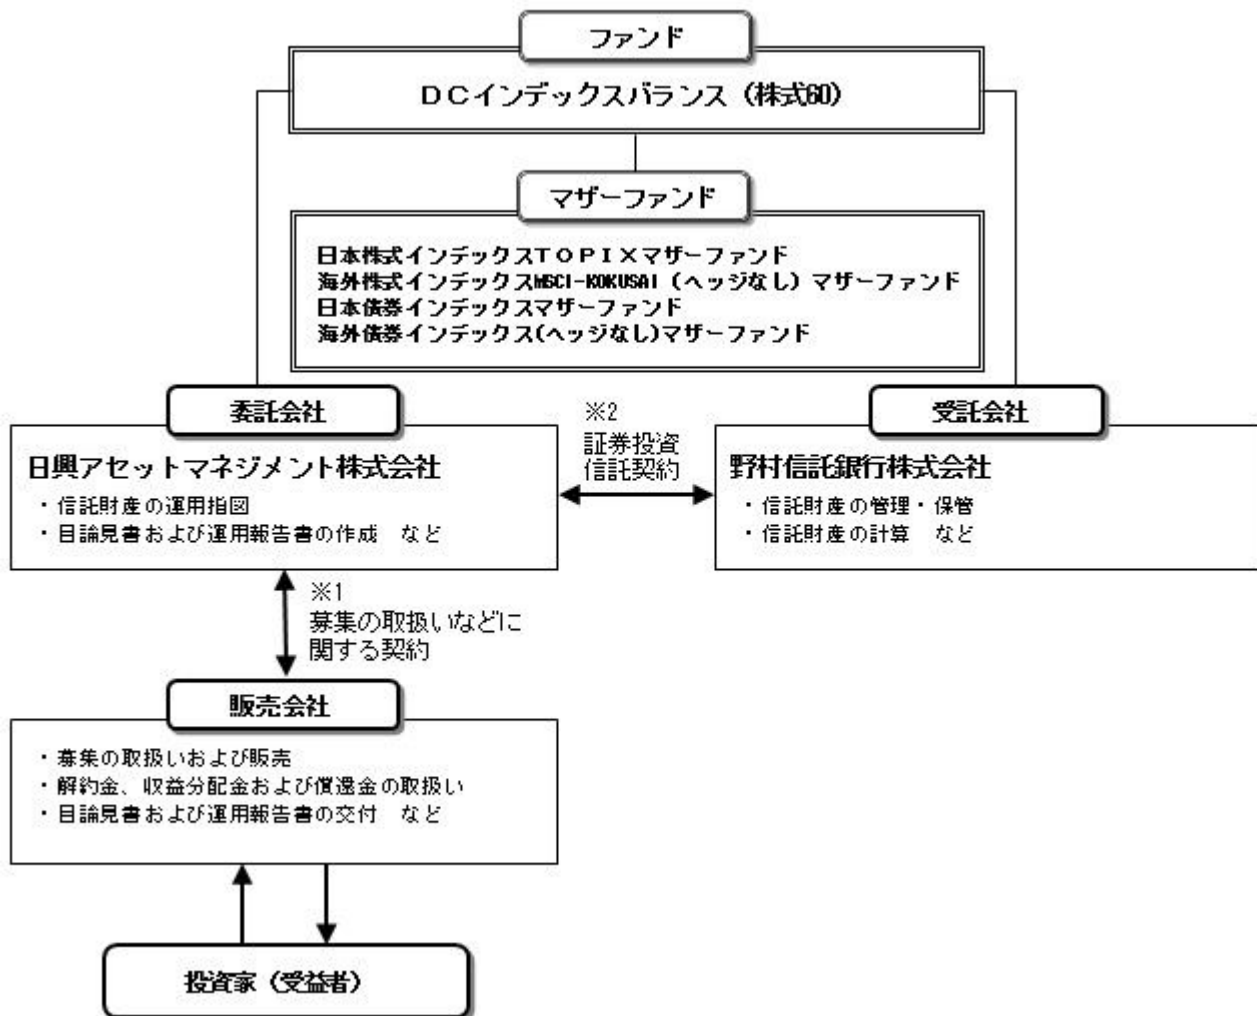 ファンド
DCインデックスバランス（株式60）
マザーファンド
日本株式インデックスTOPIXマザーファンド
海外株式インデックスMSCI-KOKUSAI（ヘッジなし）マザーファンド
日本債券インデックスマザーファンド
海外債券インデックス(ヘッジなし)マザーファンド
委託会社
日興アセットマネジメント株式会社
・信託財産の運用指図
・目論見書および運用報告書の作成　など
※2
証券投資
信託契約
受託会社
野村信託銀行株式会社
・信託財産の管理・保管
・信託財産の計算　など
※1
募集の取扱いなどに
関する契約
販売会社
・募集の取扱いおよび販売
・解約金、収益分配金および償還金の取扱い
・目論見書および運用報告書の交付　など
投資家（受益者）